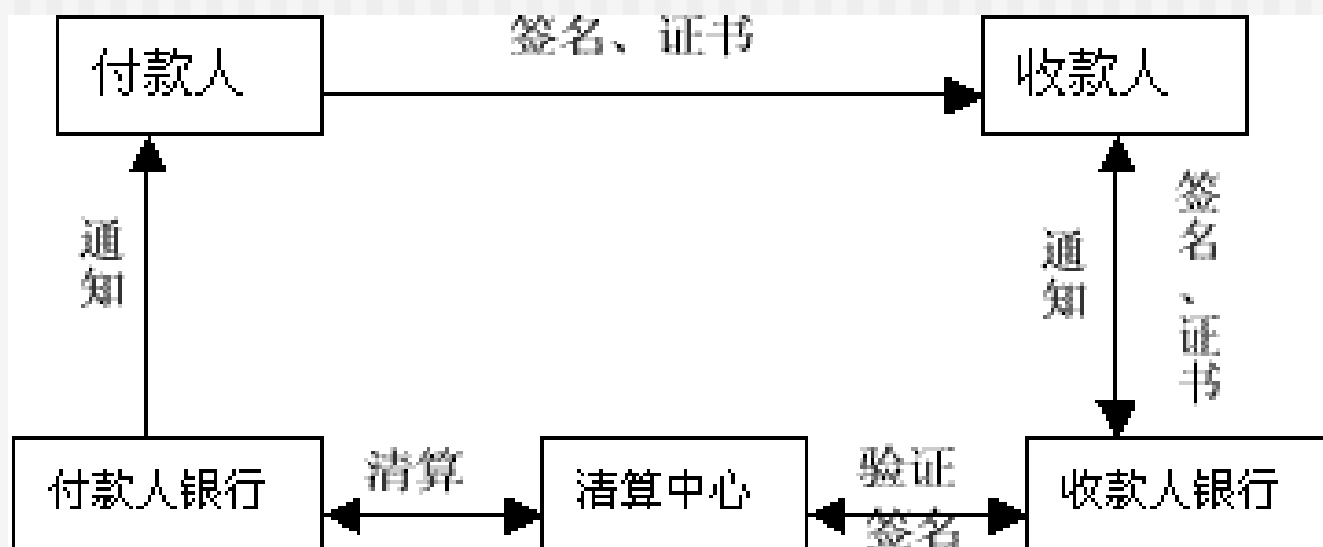 签名、证书
付款人
收款人
通知
通知
签名、证书
付款人银行
清算
清算中心
验证
签名
收款人银行